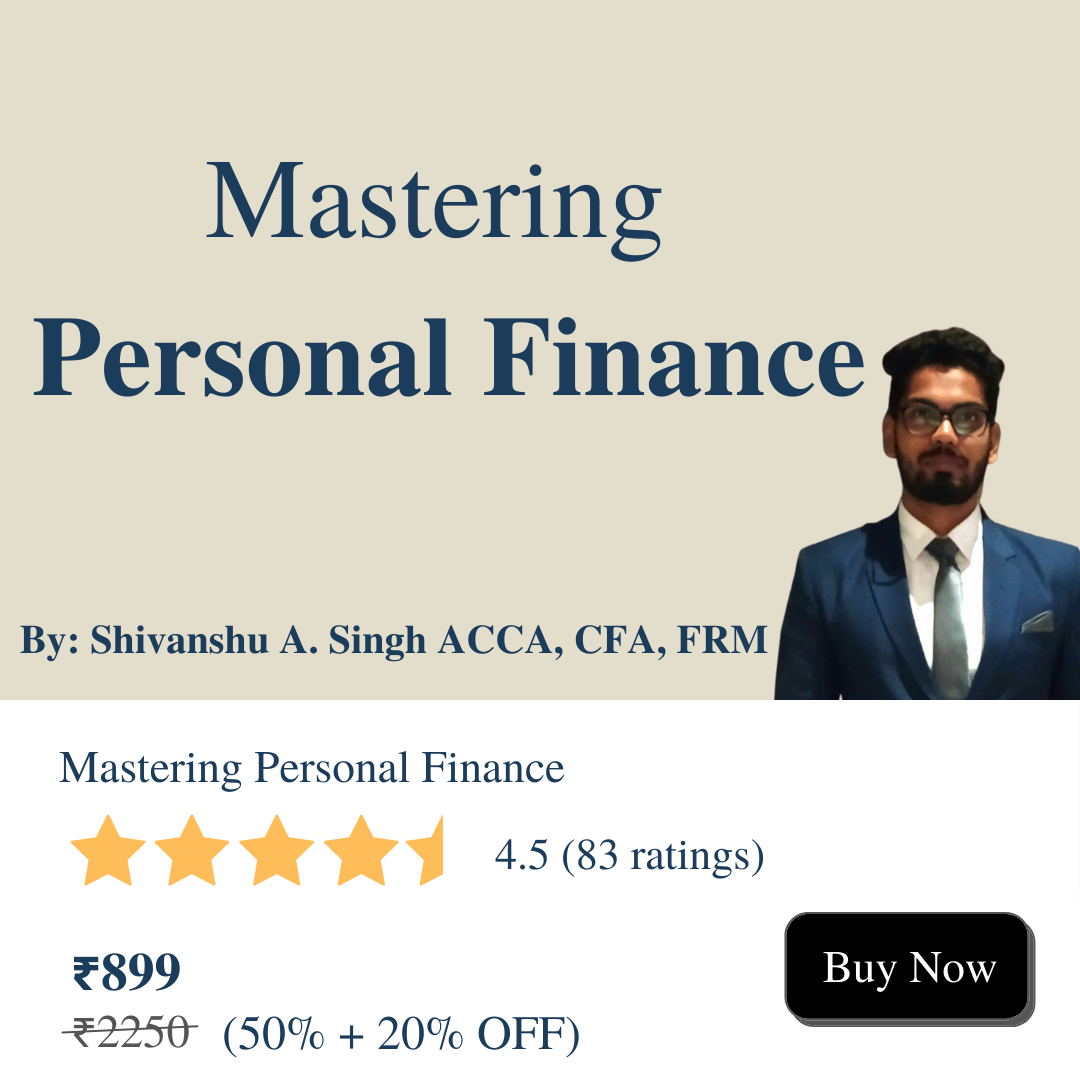 Mastering
Personal Finance
By: Shivanshu A. Singh ACCA, CFA, FRM
Mastering Personal Finance
4.5 (83 ratings)
₹899
Buy Now
₹2250 (50% + 20% OFF)